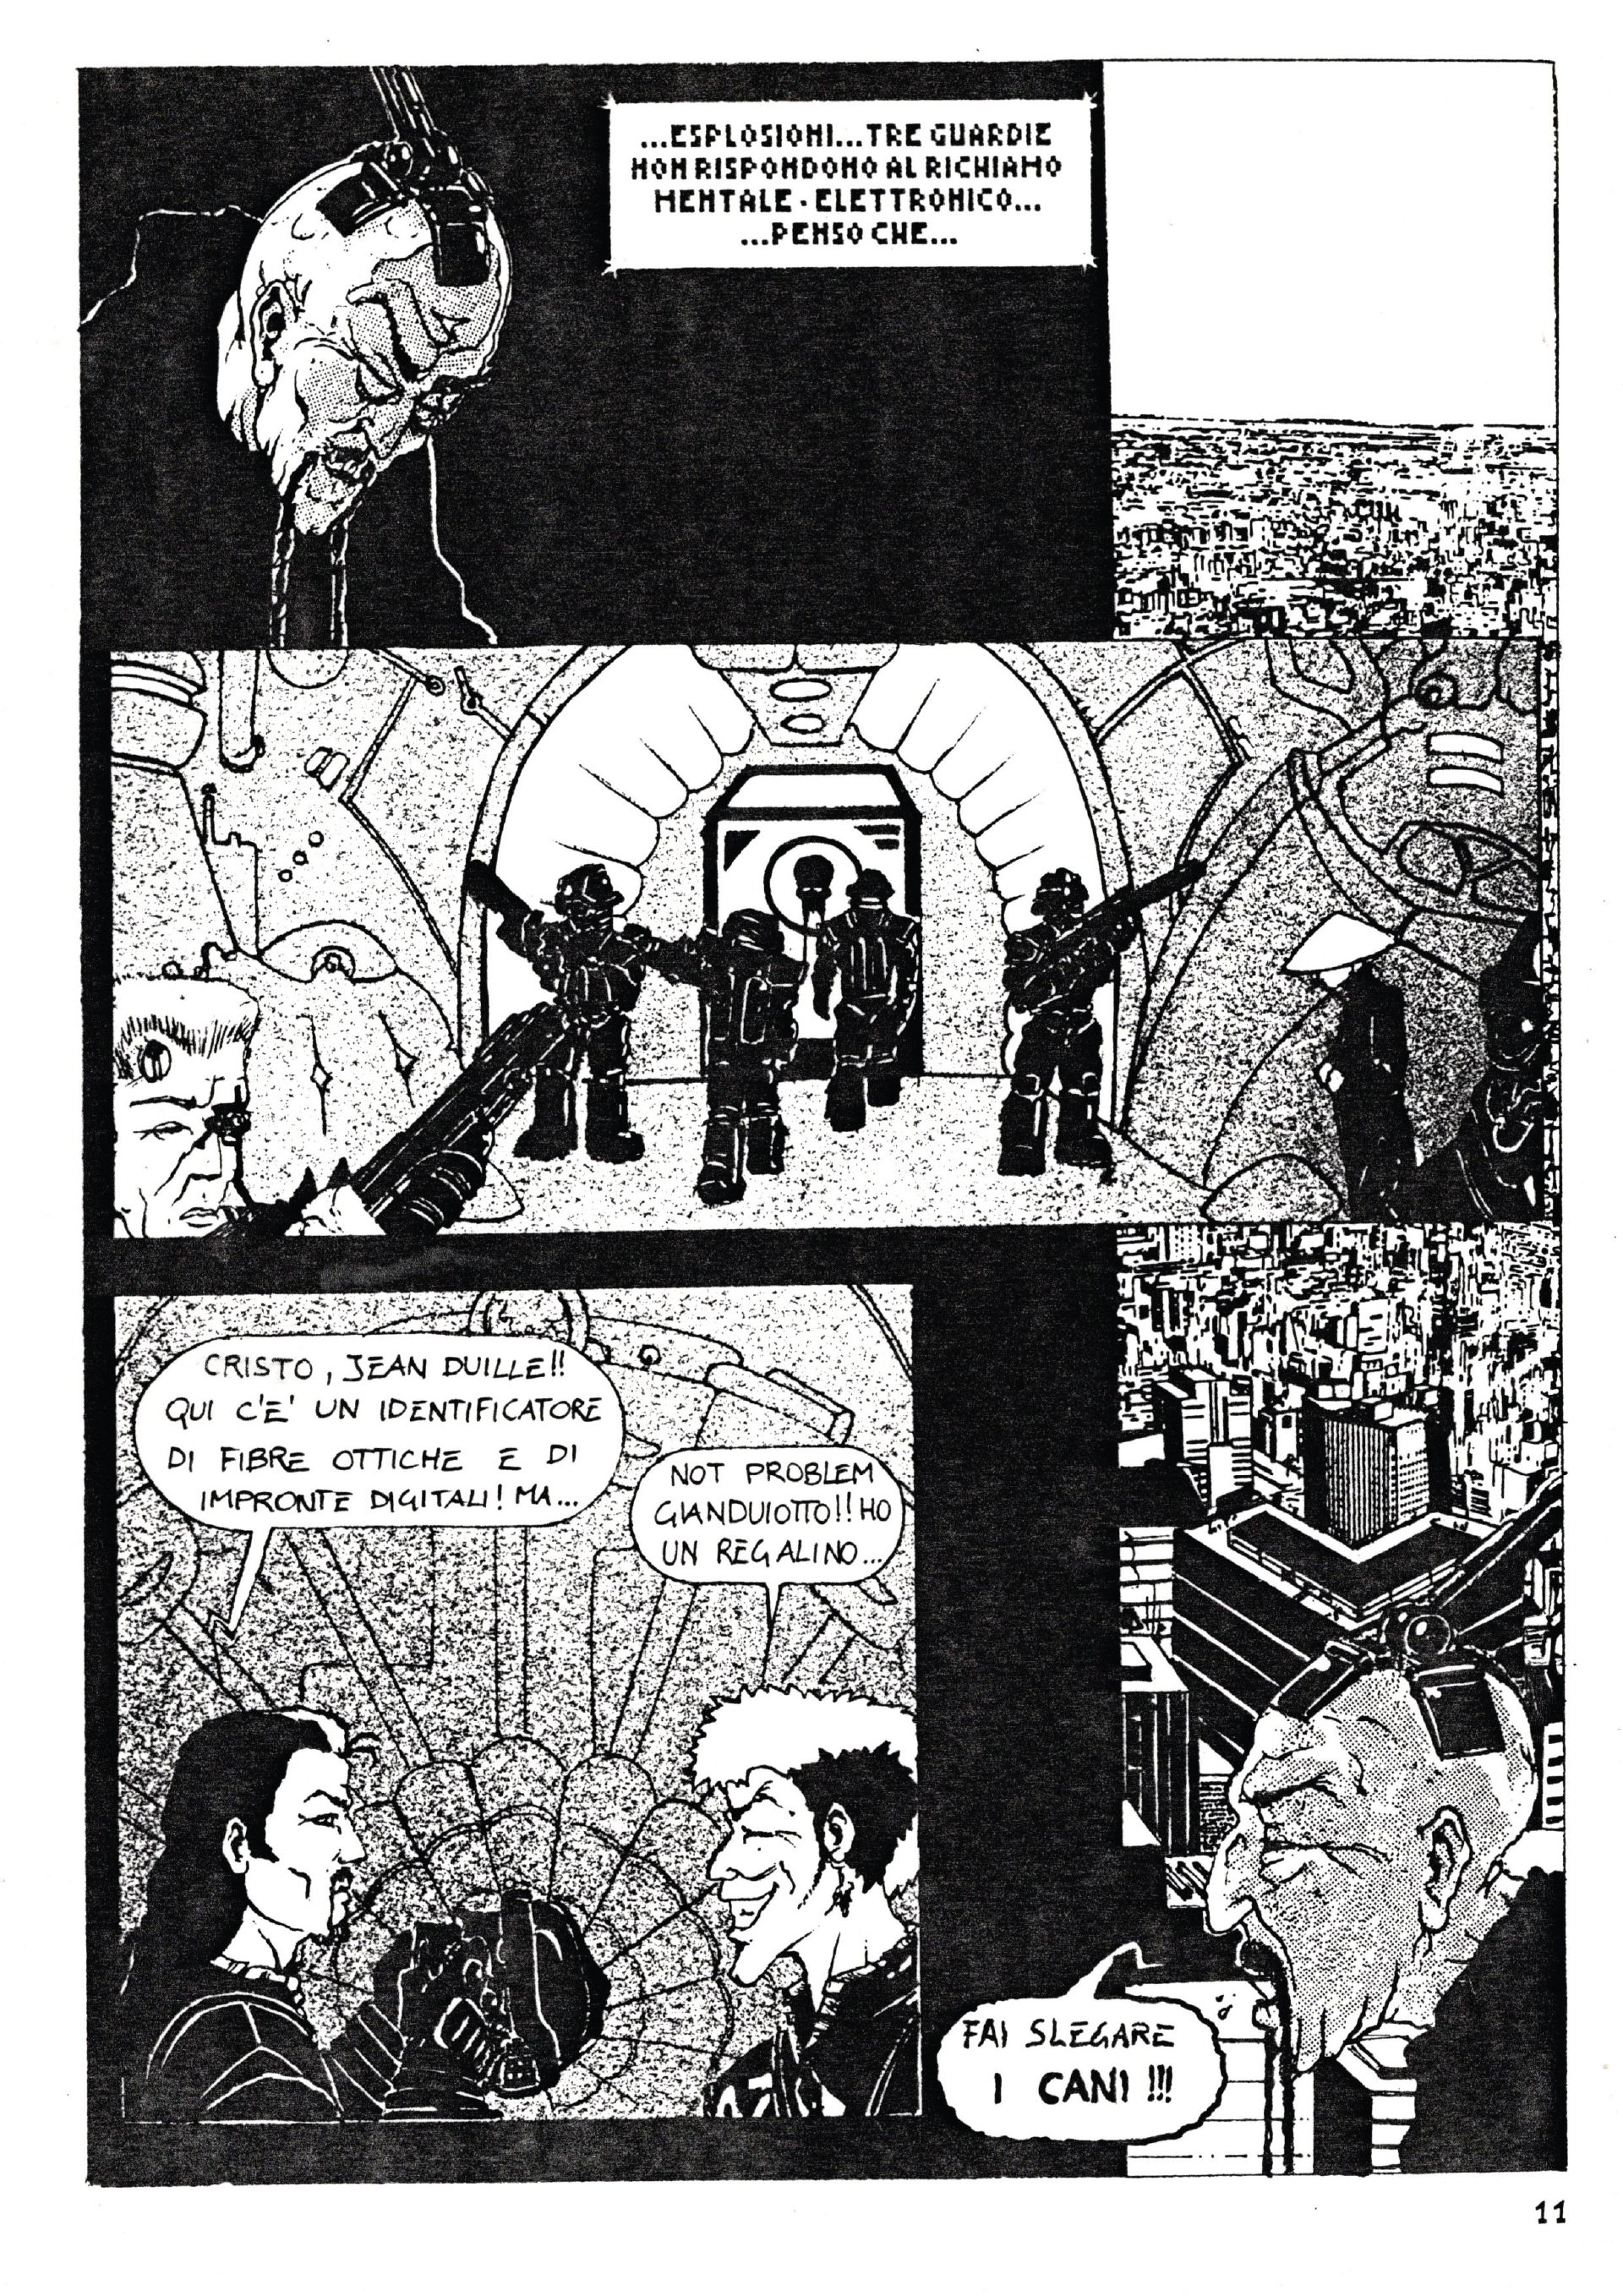 ...ESPLOSIONI...TRE GUARDIE
NON RISPONDONO AL RICHIAMO
MENTALE-ELETTRONICO...
...PENSO CHE...
CRISTO, JEAN DUILLE!!
QUI C'E' UN IDENTIFICATORE
DI FIBRE OTTICHE E DI
IMPRONTE DIGITALI! MA...
NOT PROBLEM
GIANDUIOTTO!! HO
UN REGALINO...
FAI SLEGARE
I CANI!!!
11